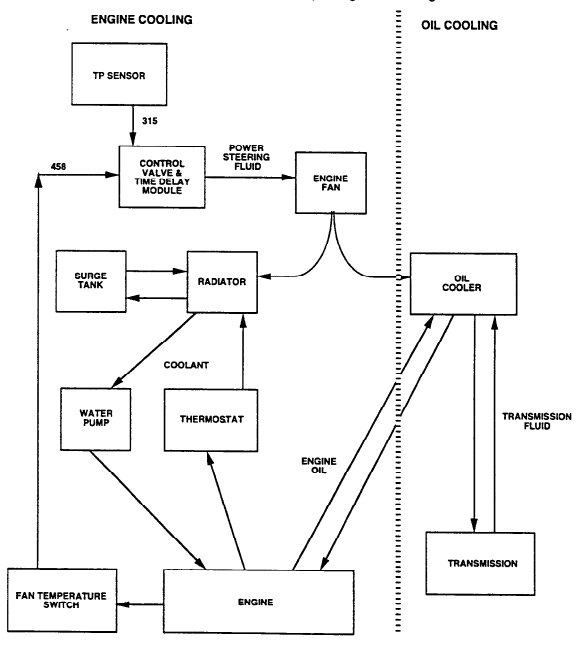 ENGINE COOLING
OIL COOLING
TP SENSOR
315
458
CONTROL
VALVE &
TIME DELAY
MODULE
POWER
STEERING
FLUID
ENGINE
FAN
SURGE
TANK
RADIATOR
OIL
COOLER
COOLANT
WATER
PUMP
THERMOSTAT
ENGINE
OIL
TRANSMISSION
FLUID
TRANSMISSION
FAN TEMPERATURE
SWITCH
ENGINE